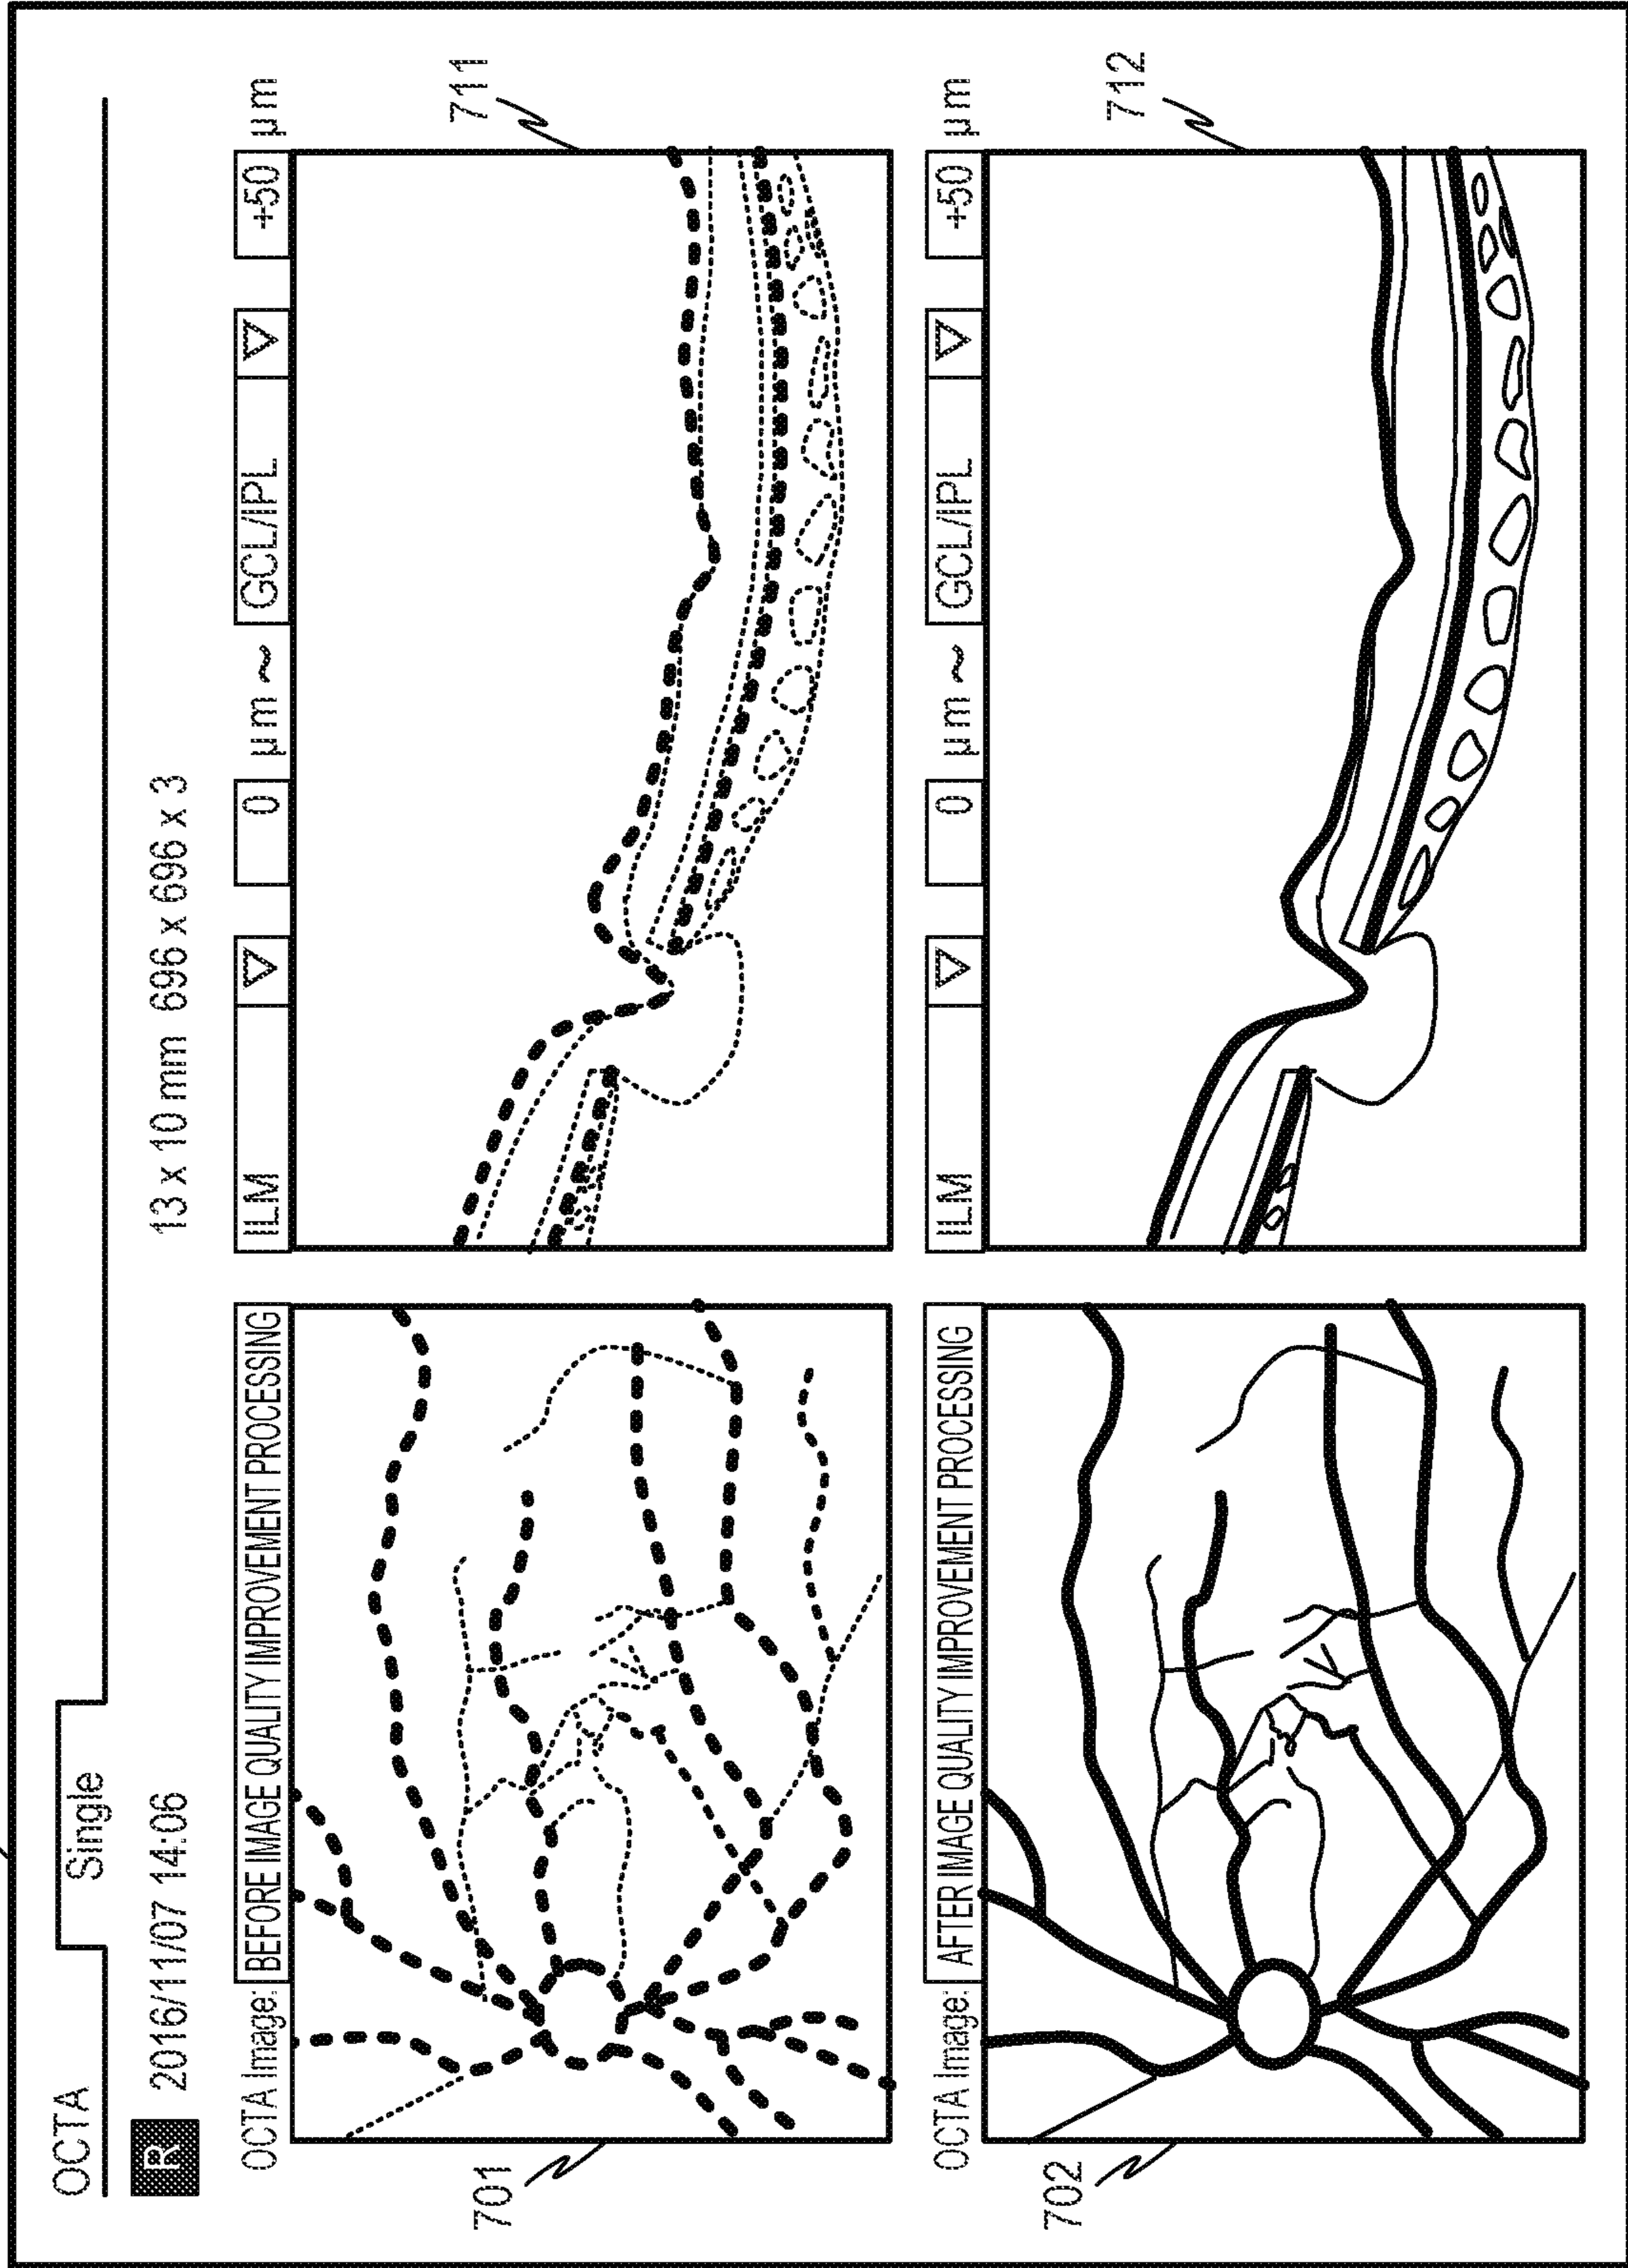 OCTA Single
R 2016/11/07 14:06 13 x 10 mm 696 x 696 x 3
OCTA Image: BEFORE IMAGE QUALITY IMPROVEMENT PROCESSING ILM ▽ 0 μm ~ GCL/IPL ▽ +50 μm
701
711
OCTA Image: AFTER IMAGE QUALITY IMPROVEMENT PROCESSING ILM ▽ 0 μm ~ GCL/IPL ▽ +50 μm
702
712